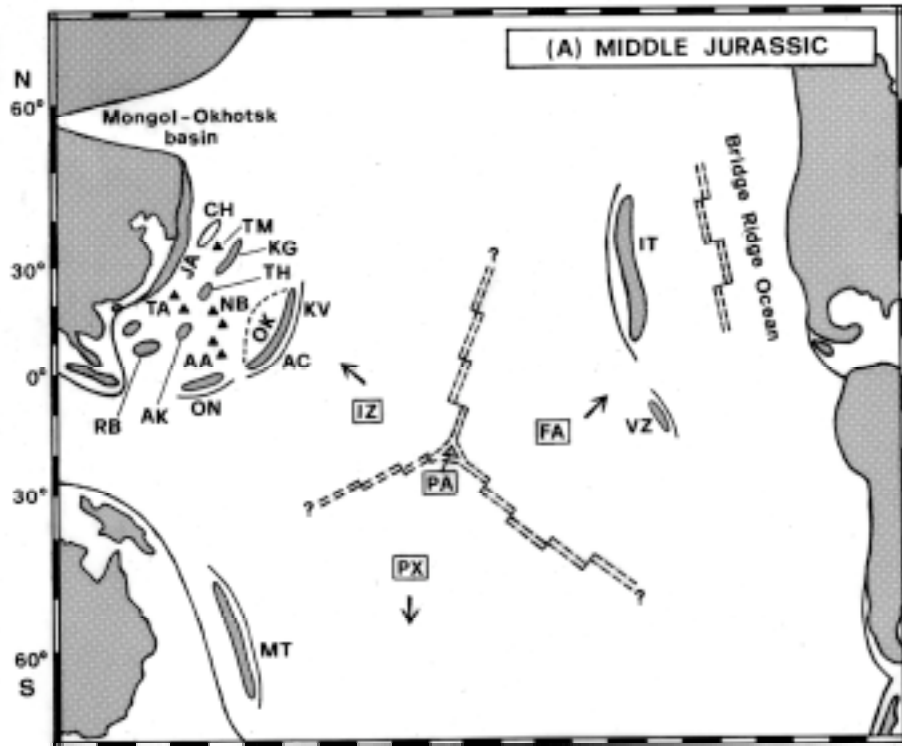 (A) MIDDLE JURASSIC
N
60°
Mongol-Okhotsk
basin
Bridge Ridge Ocean
CH
TM
KG
JA
TH
IT
30°
TA
NB
KV
OK
AA
AC
0°
RB
AK
ON
IZ
FA
VZ
PA
30°
?
PX
?
?
MT
60°
S